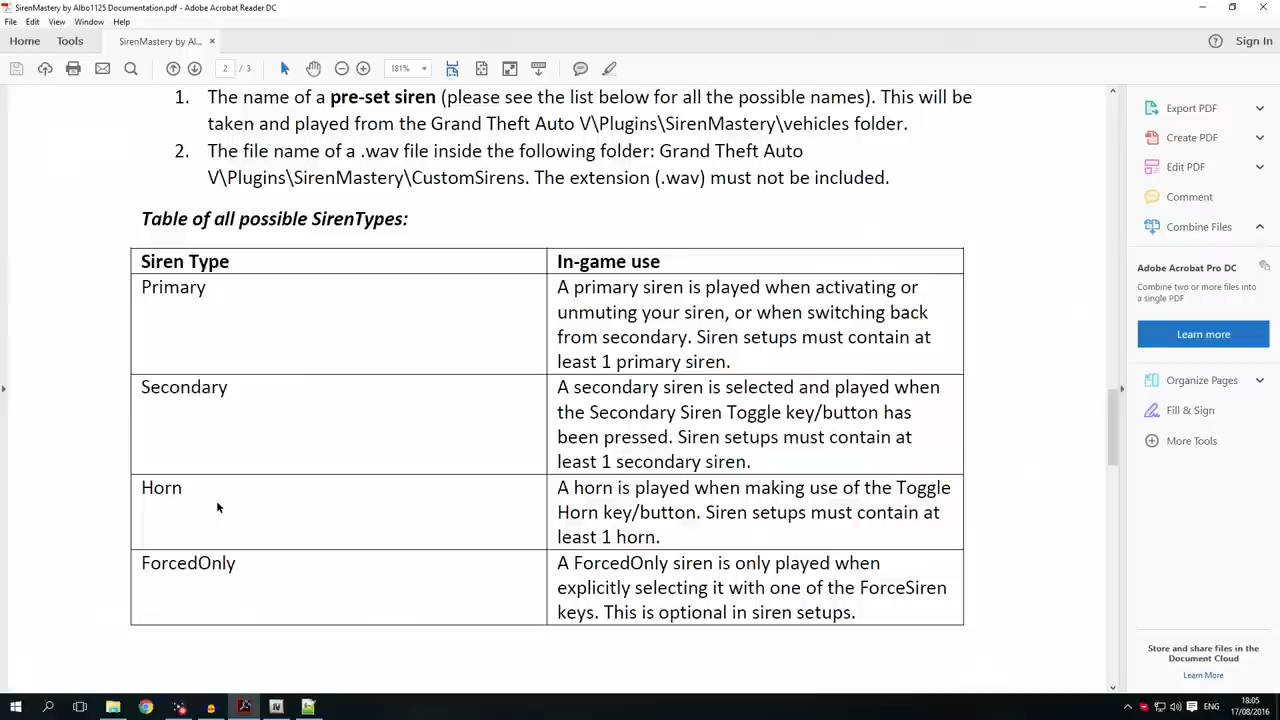 SirenMastery by Albo1125 Documentation.pdf - Adobe Acrobat Reader DC
File Edit View Window Help
Home Tools SirenMastery by Al... × Sign In
2 / 3 181%
1. The name of a pre-set siren (please see the list below for all the possible names). This will be
taken and played from the Grand Theft Auto V\Plugins\SirenMastery\vehicles folder.
2. The file name of a .wav file inside the following folder: Grand Theft Auto
V\Plugins\SirenMastery\CustomSirens. The extension (.wav) must not be included.
Table of all possible SirenTypes:
Siren Type In-game use
Primary A primary siren is played when activating or
unmuting your siren, or when switching back
from secondary. Siren setups must contain at
least 1 primary siren.
Secondary A secondary siren is selected and played when
the Secondary Siren Toggle key/button has
been pressed. Siren setups must contain at
least 1 secondary siren.
Horn A horn is played when making use of the Toggle
Horn key/button. Siren setups must contain at
least 1 horn.
ForcedOnly A ForcedOnly siren is only played when
explicitly selecting it with one of the ForceSiren
keys. This is optional in siren setups.
Export PDF
Create PDF
Edit PDF
Comment
Combine Files
Adobe Acrobat Pro DC
Combine two or more files into
a single PDF
Learn more
Organize Pages
Fill & Sign
More Tools
Store and share files in the
Document Cloud
Learn More
ENG
18:05
17/08/2016